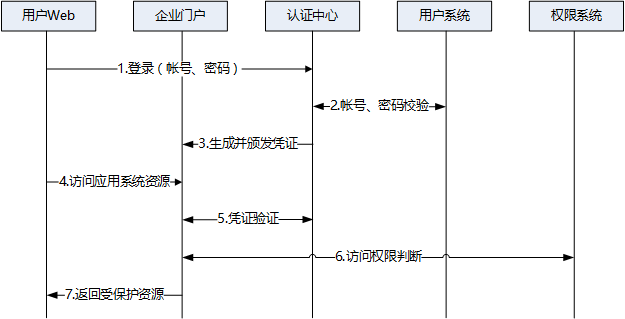 用户Web
企业门户
认证中心
用户系统
权限系统
1.登录（帐号、密码）
2.帐号、密码校验
3.生成并颁发凭证
4.访问应用系统资源
5.凭证验证
6.访问权限判断
7.返回受保护资源